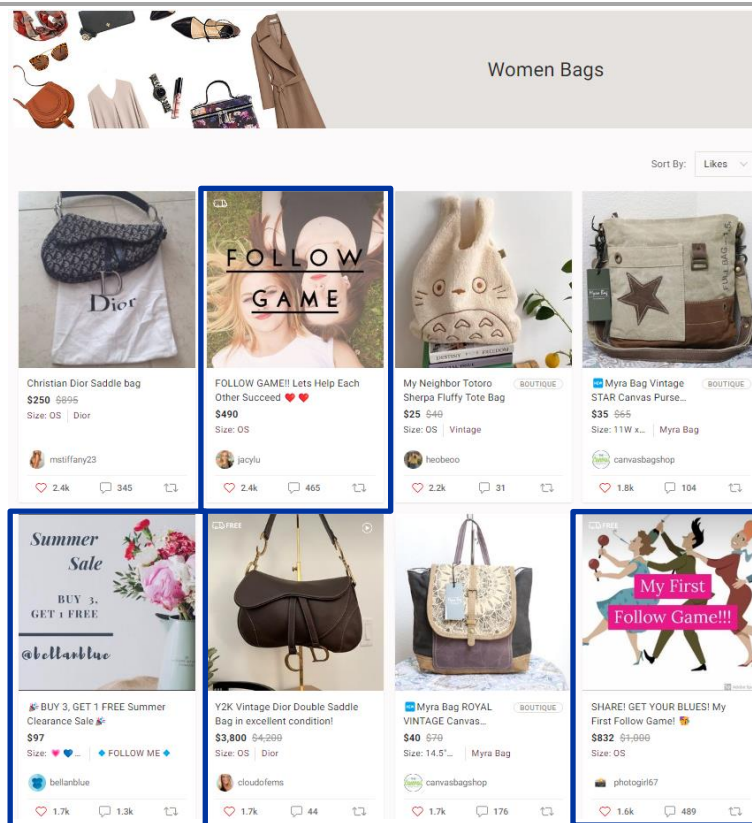 Women Bags
Sort By: Likes
Dior
FOLLOW
GAME
FULL BAG
Myra Bag
Christian Dior Saddle bag
$250 $895
Size: OS Dior
mstiffany23
2.4k 345
FOLLOW GAME!! Lets Help Each
Other Succeed ❤️ ❤️
$490
Size: OS
jacylu
2.4k 465
My Neighbor Totoro BOUTIQUE
Sherpa Fluffy Tote Bag
$25 $40
Size: OS Vintage
heobeoo
2.2k 31
🆕 Myra Bag Vintage BOUTIQUE
STAR Canvas Purse...
$35 $65
Size: 11W x... Myra Bag
canvasbagshop
1.8k 104
Summer
Sale
BUY 3,
GET 1 FREE
@bellanblue
FREE
FREE
My First
Follow Game!!!
🎉 BUY 3, GET 1 FREE Summer
Clearance Sale 🎉
$97
Size: 💗 💙 ... 🔹 FOLLOW ME 🔹
bellanblue
1.7k 1.3k
Y2K Vintage Dior Double Saddle
Bag in excellent condition!
$3,800 $4,200
Size: OS Dior
cloudofems
1.7k 44
🆕 Myra Bag ROYAL BOUTIQUE
VINTAGE Canvas...
$40 $70
Size: 14.5"... Myra Bag
canvasbagshop
1.7k 176
SHARE! GET YOUR BLUES! My
First Follow Game! 🎁
$832 $1,000
Size: OS
photogirl67
1.6k 489